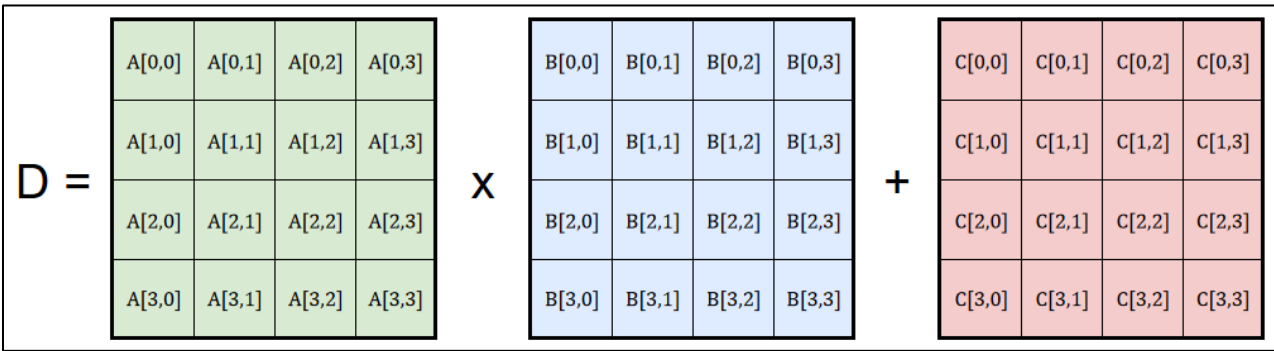 A[0,0] A[0,1] A[0,2] A[0,3] B[0,0] B[0,1] B[0,2] B[0,3] C[0,0] C[0,1] C[0,2] C[0,3]
A[1,0] A[1,1] A[1,2] A[1,3] B[1,0] B[1,1] B[1,2] B[1,3] C[1,0] C[1,1] C[1,2] C[1,3]
D = x +
A[2,0] A[2,1] A[2,2] A[2,3] B[2,0] B[2,1] B[2,2] B[2,3] C[2,0] C[2,1] C[2,2] C[2,3]
A[3,0] A[3,1] A[3,2] A[3,3] B[3,0] B[3,1] B[3,2] B[3,3] C[3,0] C[3,1] C[3,2] C[3,3]